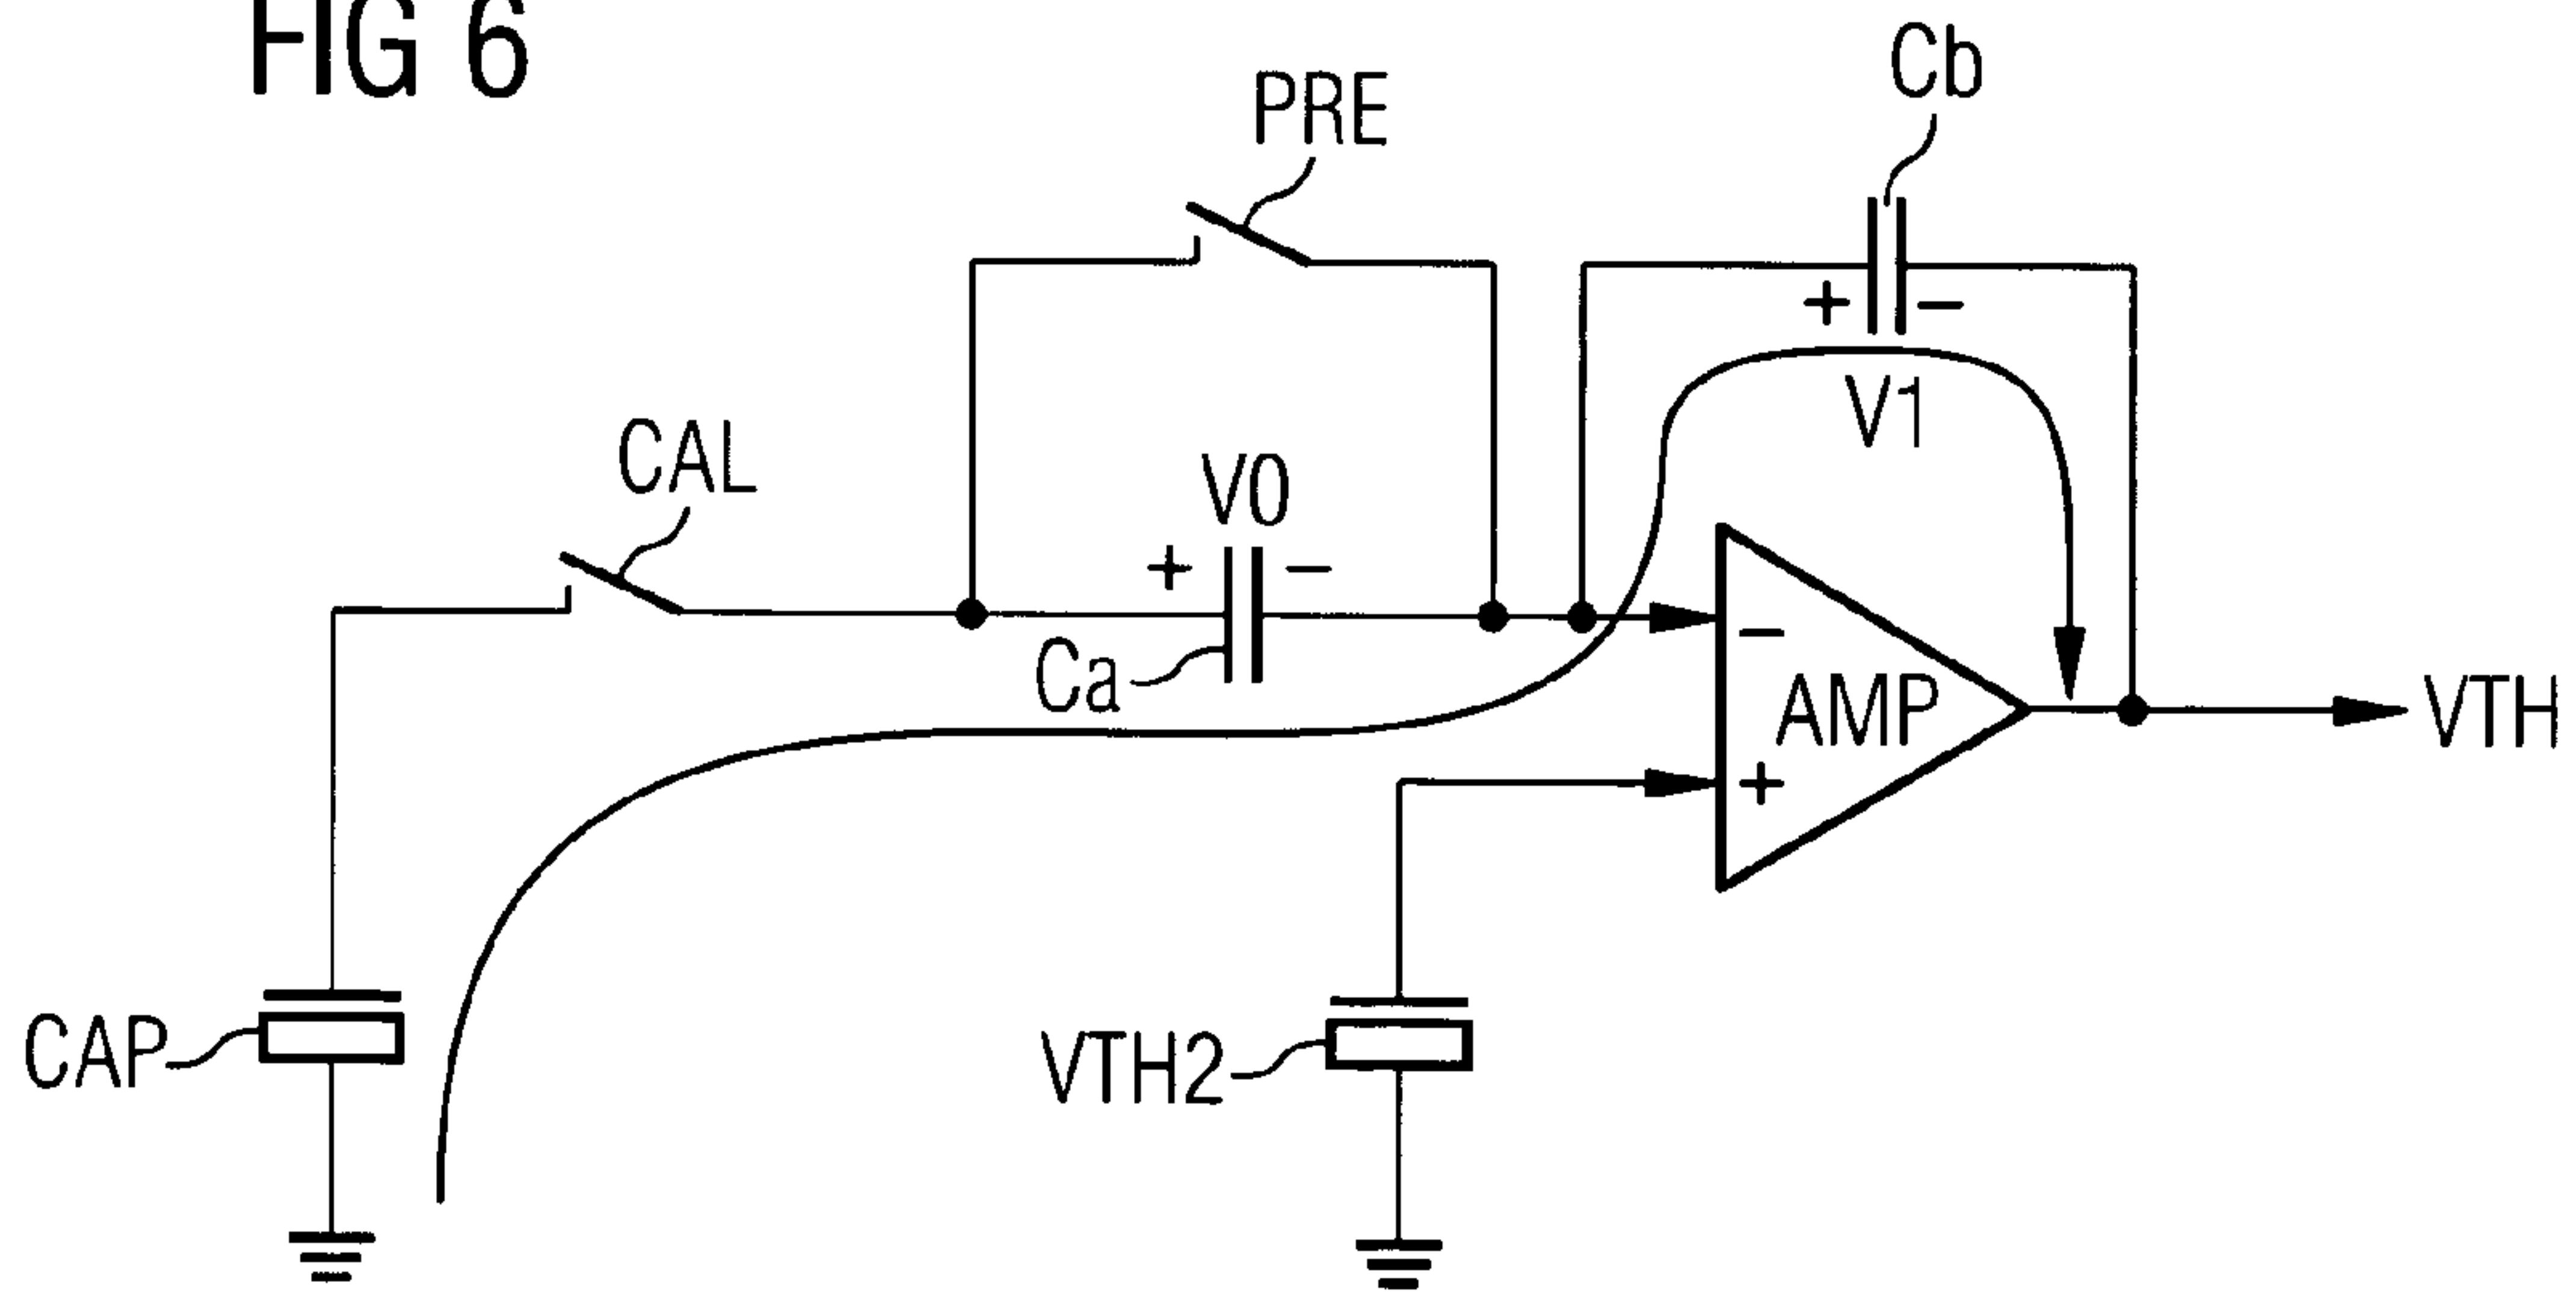 FIG 6
Cb
PRE
+ −
V1
CAL
V0
+ −
Ca
−
AMP
VTH
+
CAP
VTH2